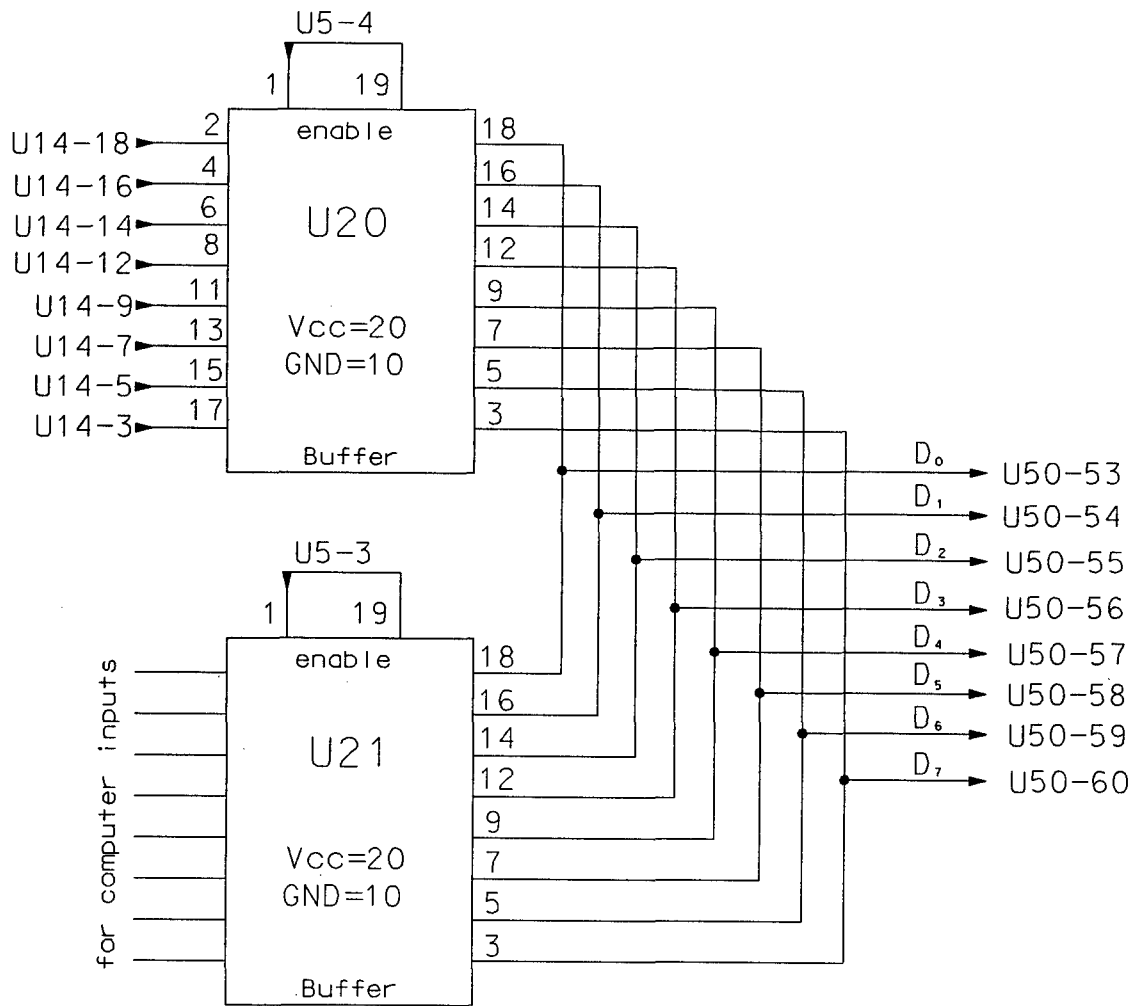 U5-4
1 19
enable
U14-18 2 18
U14-16 4 16
U14-14 6 14
U14-12 8 12
U14-9 11 9
U14-7 13 7
U14-5 15 5
U14-3 17 3
U20
Vcc=20
GND=10
Buffer
D₀ U50-53
D₁ U50-54
D₂ U50-55
D₃ U50-56
D₄ U50-57
D₅ U50-58
D₆ U50-59
D₇ U50-60
U5-3
1 19
enable
18
16
14
12
9
7
5
3
U21
Vcc=20
GND=10
Buffer
for computer inputs